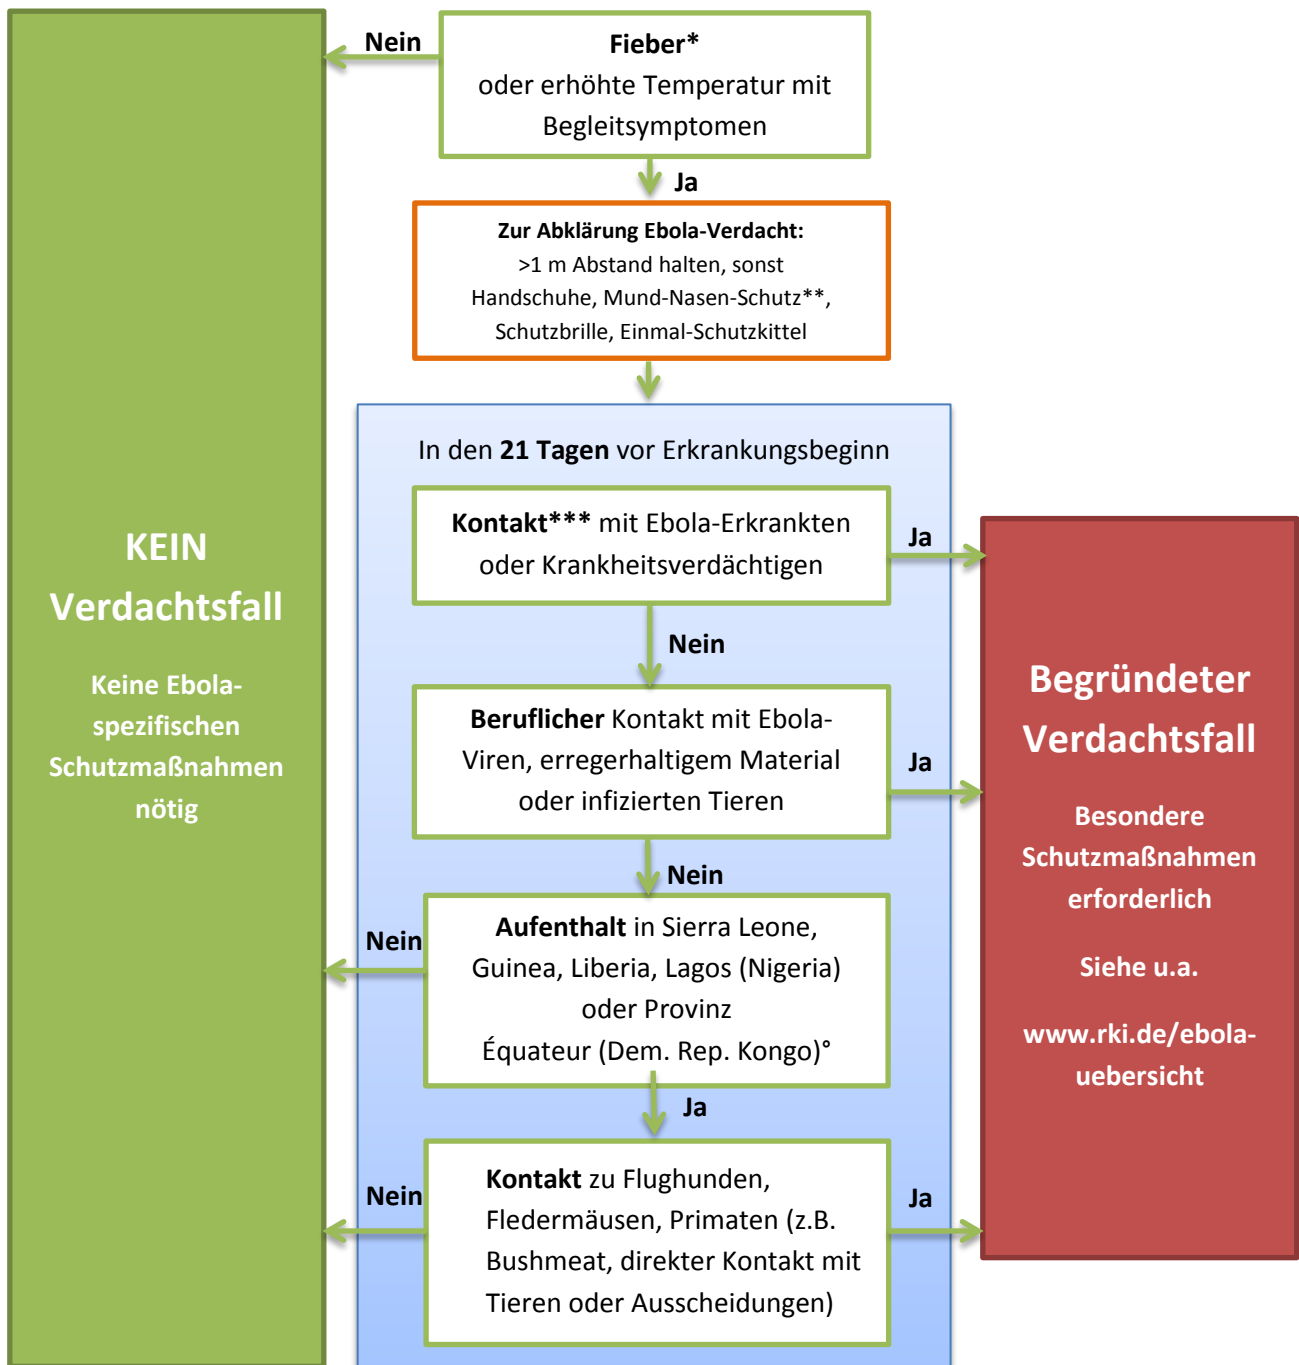 Nein
Fieber*
oder erhöhte Temperatur mit
Begleitsymptomen
Ja
Zur Abklärung Ebola-Verdacht:
>1 m Abstand halten, sonst
Handschuhe, Mund-Nasen-Schutz**,
Schutzbrille, Einmal-Schutzkittel
In den 21 Tagen vor Erkrankungsbeginn
Kontakt*** mit Ebola-Erkrankten
oder Krankheitsverdächtigen
Ja
Nein
Beruflicher Kontakt mit Ebola-
Viren, erregerhaltigem Material
oder infizierten Tieren
Ja
Nein
Aufenthalt in Sierra Leone,
Guinea, Liberia, Lagos (Nigeria)
oder Provinz
Équateur (Dem. Rep. Kongo)°
Nein
Ja
Kontakt zu Flughunden,
Fledermäusen, Primaten (z.B.
Bushmeat, direkter Kontakt mit
Tieren oder Ausscheidungen)
Nein
Ja
KEIN
Verdachtsfall
Keine Ebola-
spezifischen
Schutzmaßnahmen
nötig
Begründeter
Verdachtsfall
Besondere
Schutzmaßnahmen
erforderlich
Siehe u.a.
www.rki.de/ebola-
uebersicht